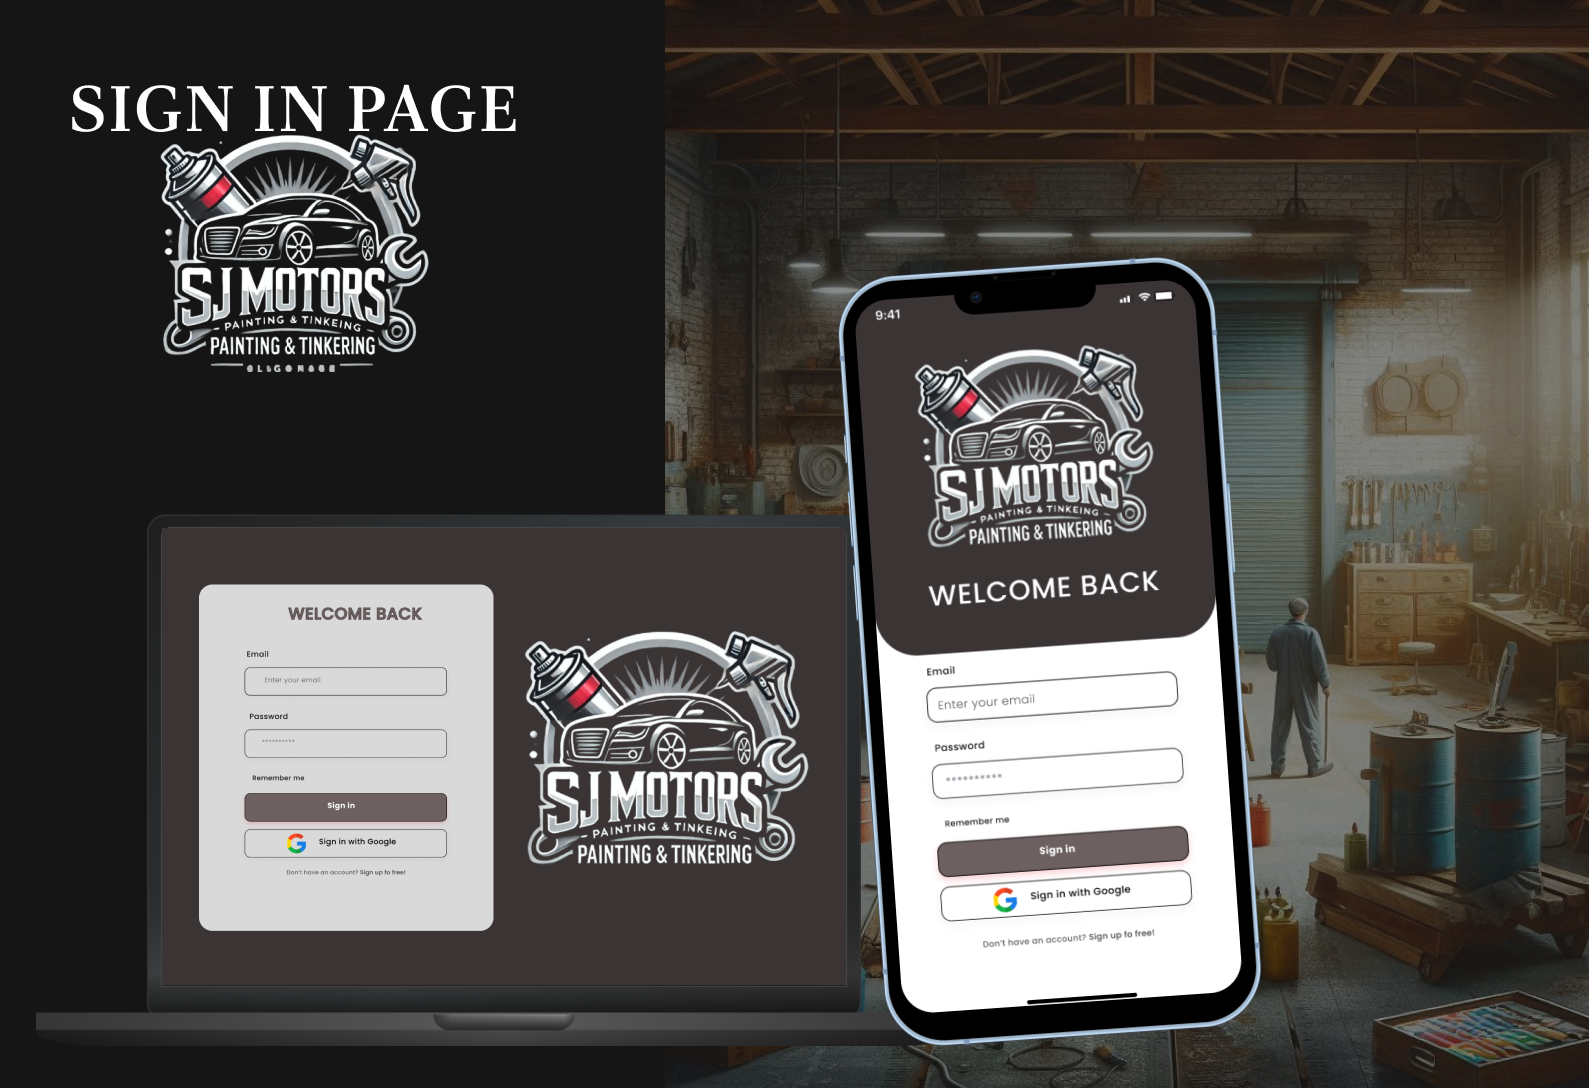 SIGN IN PAGE
SJ MOTORS
PAINTING & TINKEING
PAINTING & TINKERING
WELCOME BACK
Email
Enter your email
Password
**********
Remember me
Sign in
Sign in with Google
Don't have an account? Sign up fo free!
SJ MOTORS
PAINTING & TINKEING
PAINTING & TINKERING
9:41
SJ MOTORS
PAINTING & TINKEING
PAINTING & TINKERING
WELCOME BACK
Email
Enter your email
Password
**********
Remember me
Sign in
Sign in with Google
Don't have an account? Sign up fo free!